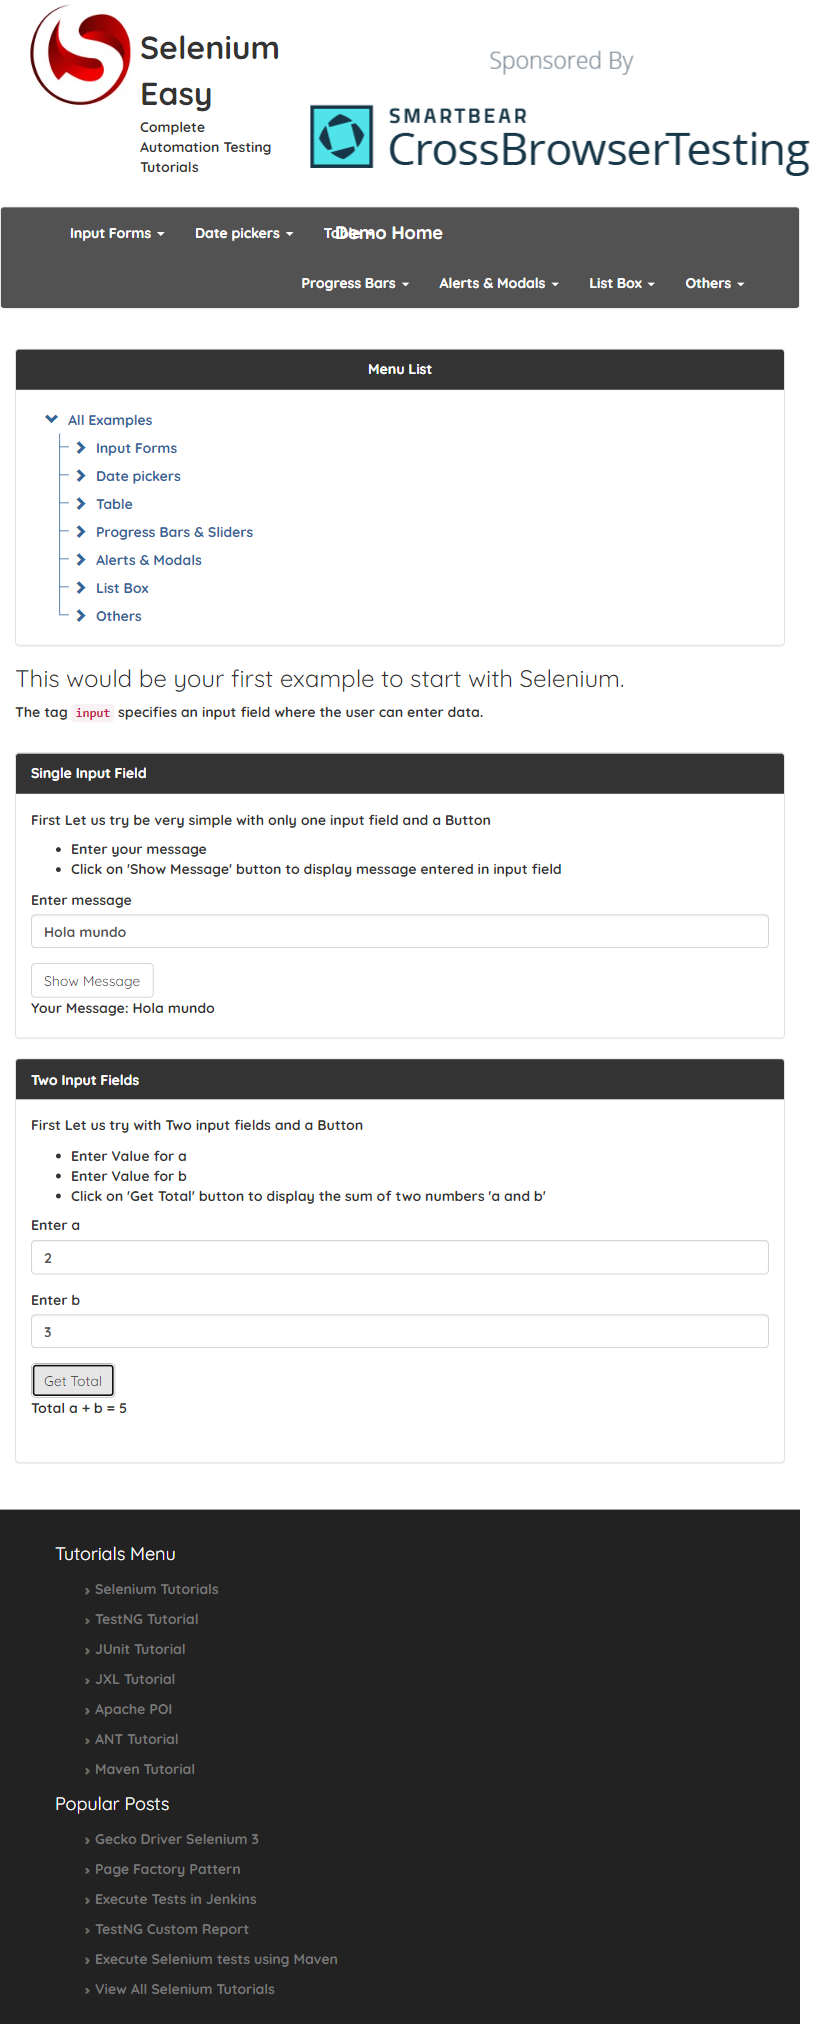 Selenium
Easy
Complete
Automation Testing
Tutorials
Sponsored By
SMARTBEAR
CrossBrowserTesting
Input Forms
Date pickers
Table
Demo Home
Progress Bars
Alerts & Modals
List Box
Others
Menu List
All Examples
Input Forms
Date pickers
Table
Progress Bars & Sliders
Alerts & Modals
List Box
Others
This would be your first example to start with Selenium.
The tag input specifies an input field where the user can enter data.
Single Input Field
First Let us try be very simple with only one input field and a Button
• Enter your message
• Click on 'Show Message' button to display message entered in input field
Enter message
Hola mundo
Show Message
Your Message: Hola mundo
Two Input Fields
First Let us try with Two input fields and a Button
• Enter Value for a
• Enter Value for b
• Click on 'Get Total' button to display the sum of two numbers 'a and b'
Enter a
2
Enter b
3
Get Total
Total a + b = 5
Tutorials Menu
› Selenium Tutorials
› TestNG Tutorial
› JUnit Tutorial
› JXL Tutorial
› Apache POI
› ANT Tutorial
› Maven Tutorial
Popular Posts
› Gecko Driver Selenium 3
› Page Factory Pattern
› Execute Tests in Jenkins
› TestNG Custom Report
› Execute Selenium tests using Maven
› View All Selenium Tutorials